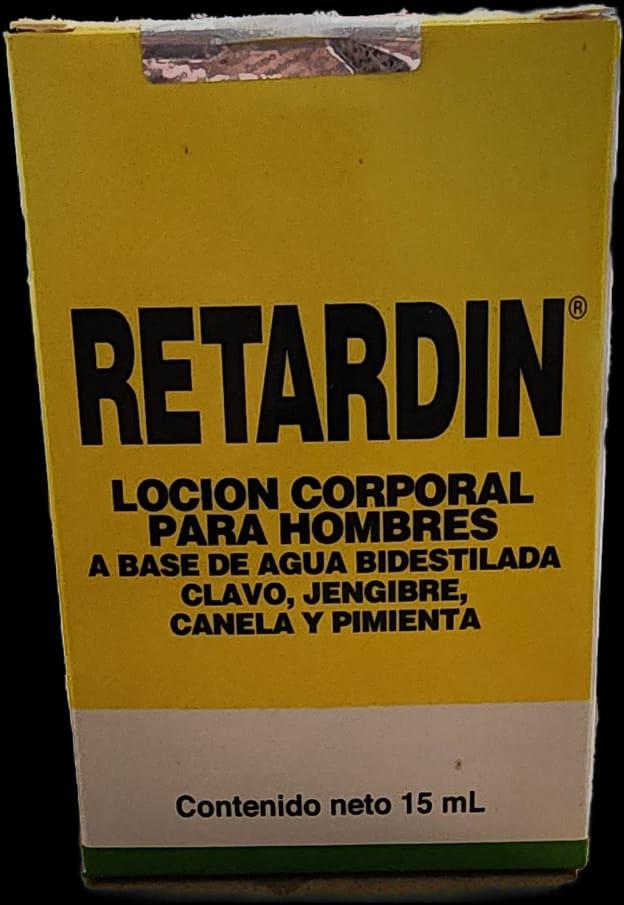 RETARDIN®
LOCION CORPORAL
PARA HOMBRES
A BASE DE AGUA BIDESTILADA
CLAVO, JENGIBRE,
CANELA Y PIMIENTA
Contenido neto 15 mL